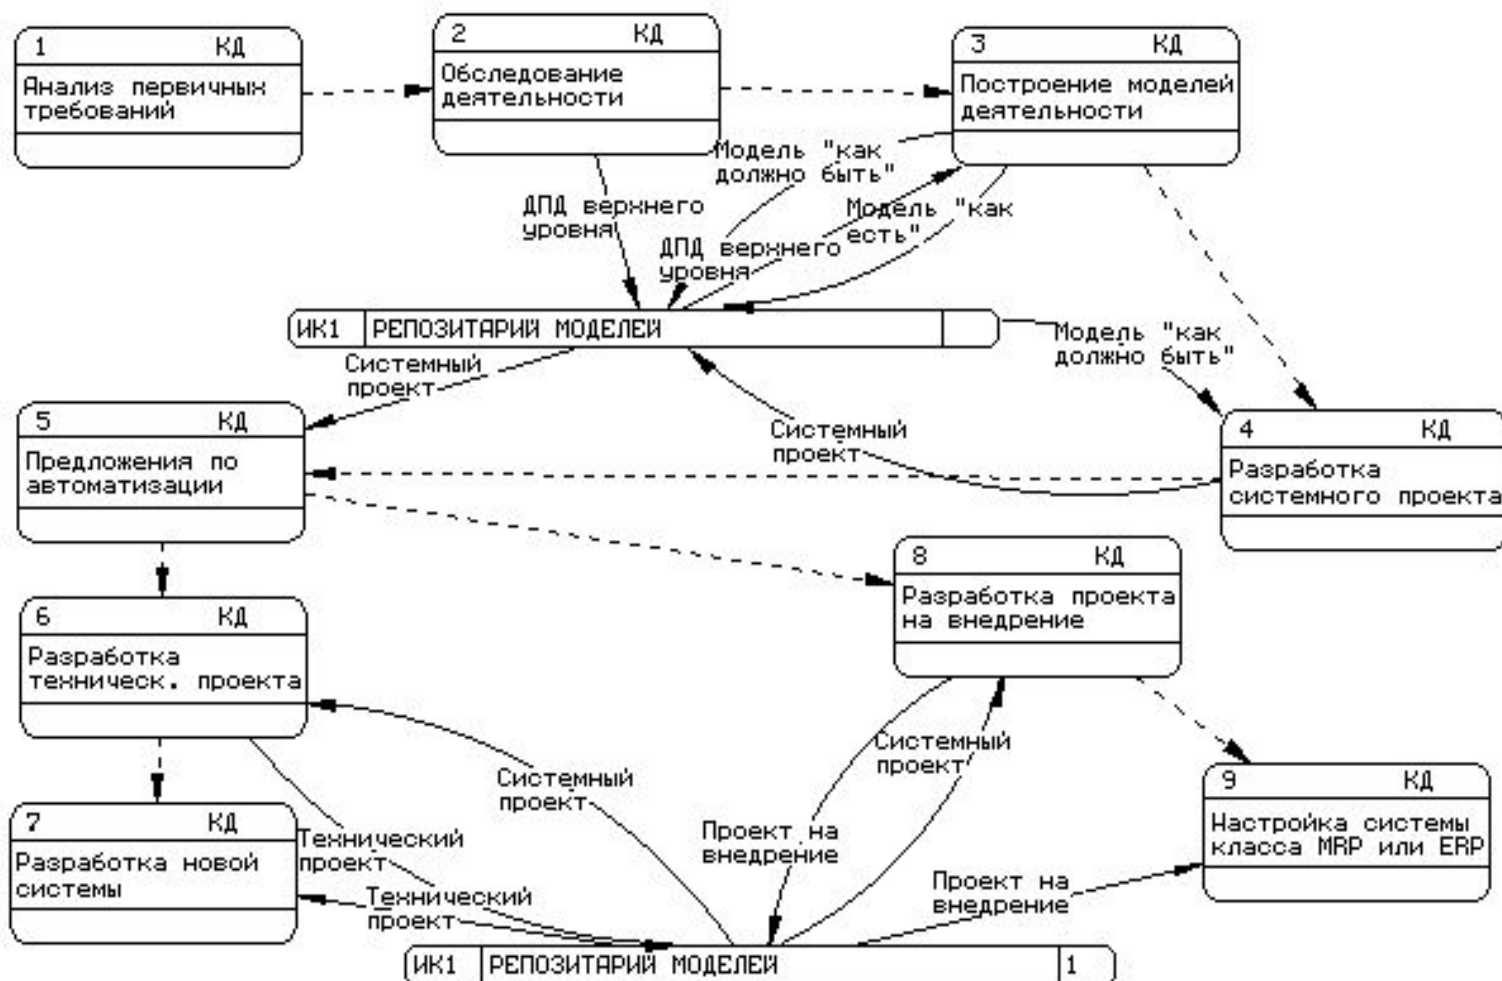 1 КД
Анализ первичных
требований
2 КД
Обследование
деятельности
3 КД
Построение моделей
деятельности
Модель "как
должно быть"
ДПД верхнего
уровня
Модель "как
есть"
ДПД верхнего
уровня
ИК1 РЕПОЗИТАРИЙ МОДЕЛЕЙ
Модель "как
должно быть"
Системный
проект
5 КД
Предложения по
автоматизации
Системный
проект
4 КД
Разработка
системного проекта
8 КД
Разработка проекта
на внедрение
6 КД
Разработка
техническ. проекта
Системный
проект
Системный
проект
9 КД
Настройка системы
класса MRP или ERP
7 КД
Разработка новой
системы
Технический
проект
Проект на
внедрение
Технический
проект
Проект на
внедрение
ИК1 РЕПОЗИТАРИЙ МОДЕЛЕЙ 1